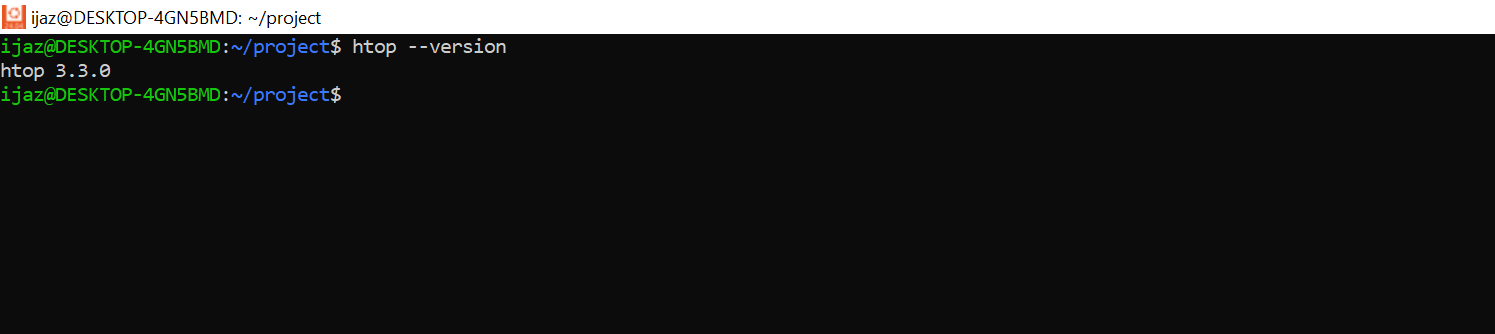 ijaz@DESKTOP-4GN5BMD: ~/project
ijaz@DESKTOP-4GN5BMD:~/project$ htop --version
htop 3.3.0
ijaz@DESKTOP-4GN5BMD:~/project$